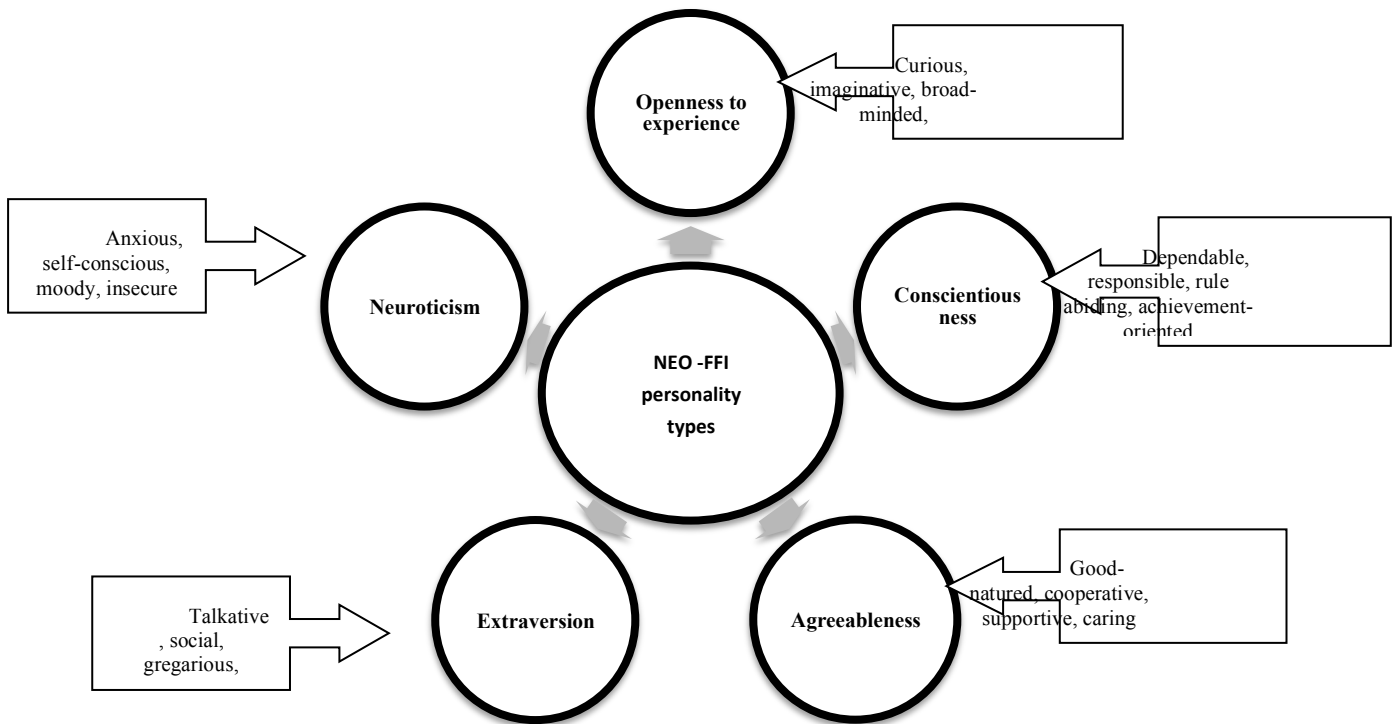 Openness to
experience
Curious,
imaginative, broad-
minded,
Anxious,
self-conscious,
moody, insecure
Neuroticism
Conscientious
ness
Dependable,
responsible, rule
abiding, achievement-
oriented
NEO -FFI
personality
types
Talkative
, social,
gregarious,
Extraversion
Agreeableness
Good-
natured, cooperative,
supportive, caring